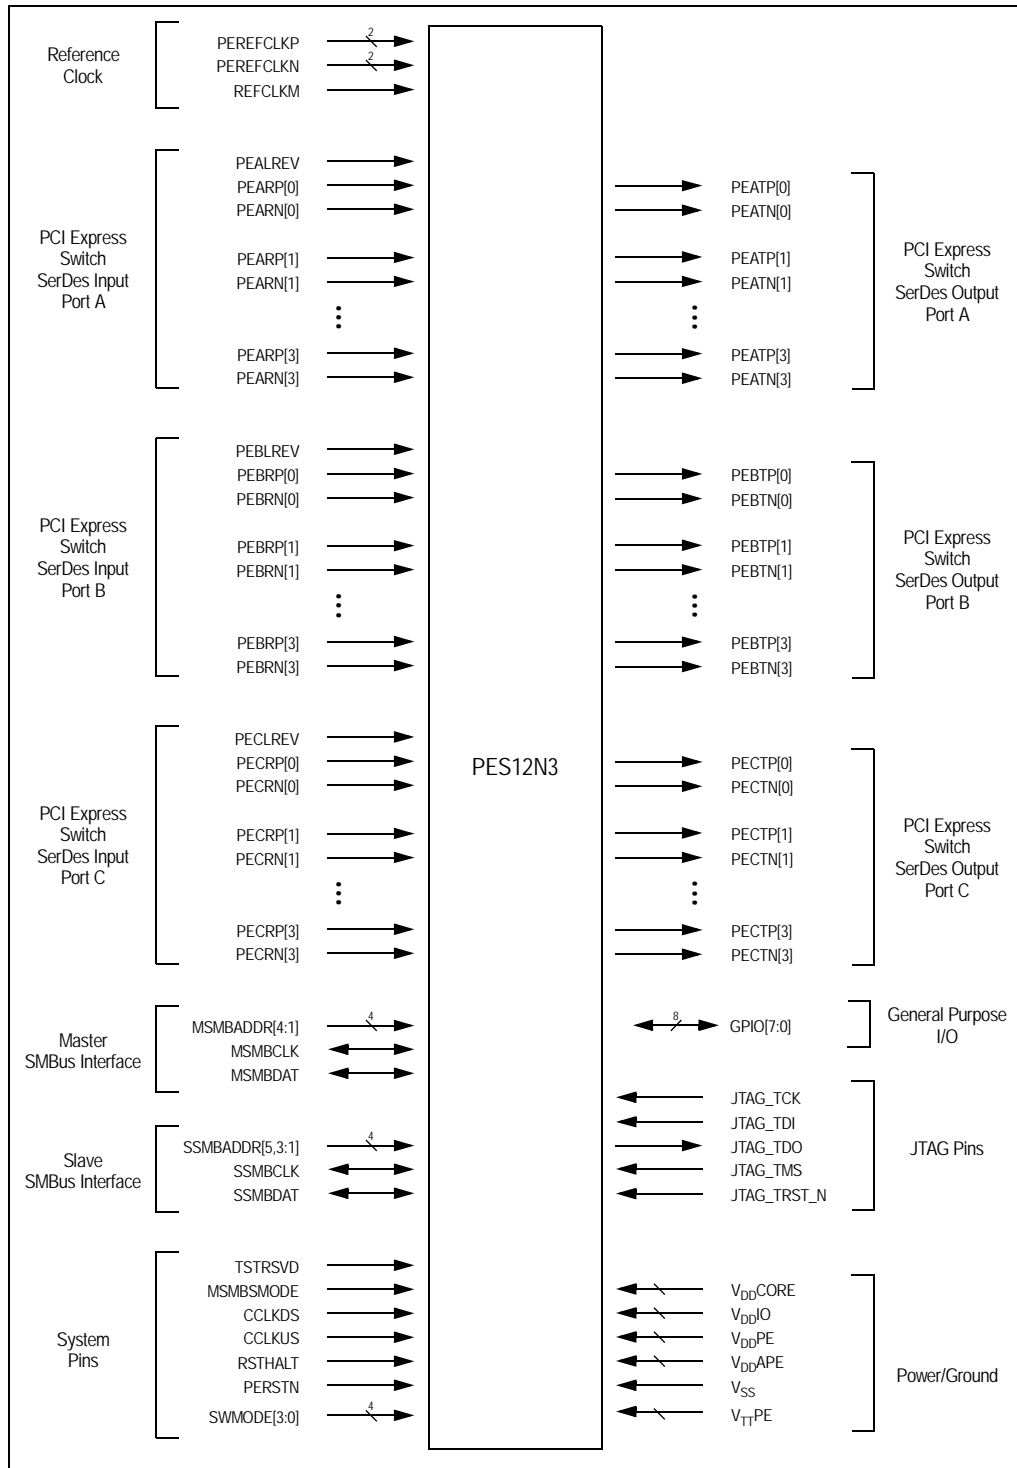 Reference
Clock
PEREFCLKP
2
PEREFCLKN
2
REFCLKM
PCI Express
Switch
SerDes Input
Port A
PEALREV
PEARP[0]
PEARN[0]
PEARP[1]
PEARN[1]
PEARP[3]
PEARN[3]
PCI Express
Switch
SerDes Input
Port B
PEBLREV
PEBRP[0]
PEBRN[0]
PEBRP[1]
PEBRN[1]
PEBRP[3]
PEBRN[3]
PCI Express
Switch
SerDes Input
Port C
PECLREV
PECRP[0]
PECRN[0]
PECRP[1]
PECRN[1]
PECRP[3]
PECRN[3]
Master
SMBus Interface
MSMBADDR[4:1]
4
MSMBCLK
MSMBDAT
Slave
SMBus Interface
SSMBADDR[5,3:1]
4
SSMBCLK
SSMBDAT
System
Pins
TSTRSVD
MSMBSMODE
CCLKDS
CCLKUS
RSTHALT
PERSTN
SWMODE[3:0]
4
PES12N3
PEATP[0]
PEATN[0]
PEATP[1]
PEATN[1]
PEATP[3]
PEATN[3]
PCI Express
Switch
SerDes Output
Port A
PEBTP[0]
PEBTN[0]
PEBTP[1]
PEBTN[1]
PEBTP[3]
PEBTN[3]
PCI Express
Switch
SerDes Output
Port B
PECTP[0]
PECTN[0]
PECTP[1]
PECTN[1]
PECTP[3]
PECTN[3]
PCI Express
Switch
SerDes Output
Port C
8
GPIO[7:0]
General Purpose
I/O
JTAG_TCK
JTAG_TDI
JTAG_TDO
JTAG_TMS
JTAG_TRST_N
JTAG Pins
VDDCORE
VDDIO
VDDPE
VDDAPE
VSS
VTTPE
Power/Ground